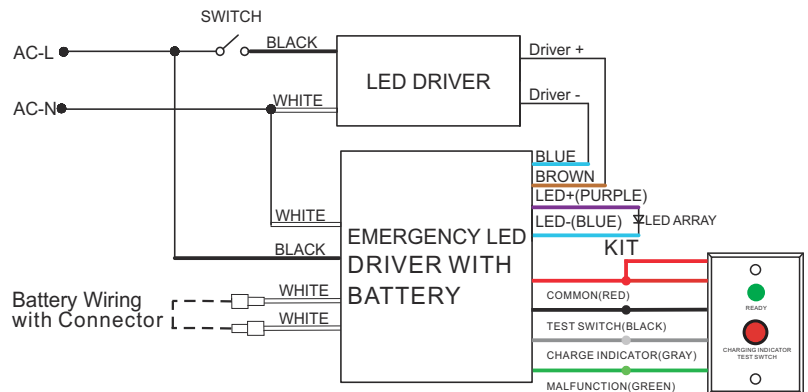 SWITCH
AC-L
BLACK
LED DRIVER
Driver +
AC-N
WHITE
Driver -
BLUE
BROWN
LED+(PURPLE)
WHITE
LED-(BLUE)
LED ARRAY
EMERGENCY LED
DRIVER WITH
BATTERY
BLACK
KIT
Battery Wiring
with Connector
WHITE
WHITE
COMMON(RED)
TEST SWITCH(BLACK)
CHARGE INDICATOR(GRAY)
MALFUNCTION(GREEN)
READY
CHARGING INDICATOR
TEST SWTCH